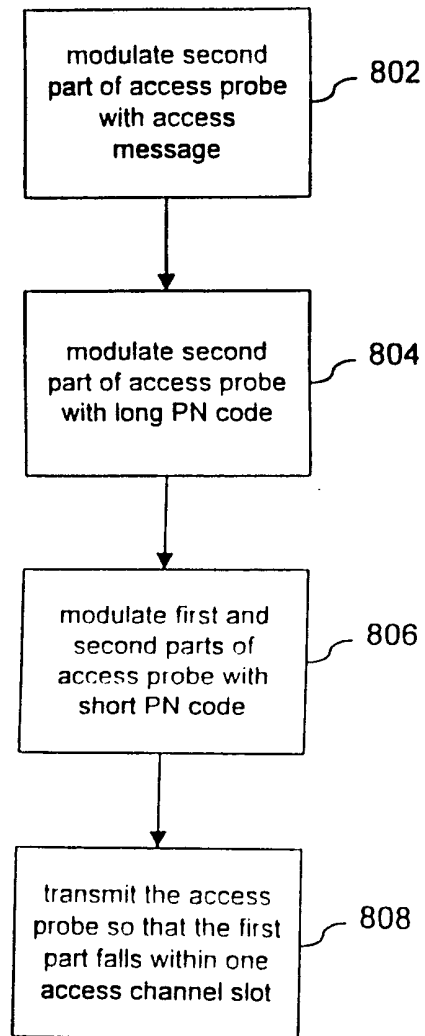 modulate second
part of access probe
with access
message
802
modulate second
part of access probe
with long PN code
804
modulate first and
second parts of
access probe with
short PN code
806
transmit the access
probe so that the first
part falls within one
access channel slot
808